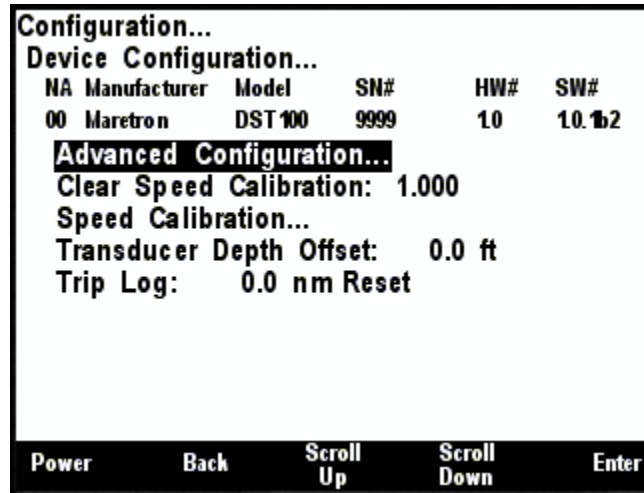 Configuration...
Device Configuration...
NA Manufacturer Model SN# HW# SW#
00 Maretron DST100 9999 1.0 1.0.1b2
Advanced Configuration...
Clear Speed Calibration: 1.000
Speed Calibration...
Transducer Depth Offset: 0.0 ft
Trip Log: 0.0 nm Reset
Power Back Scroll Up Scroll Down Enter